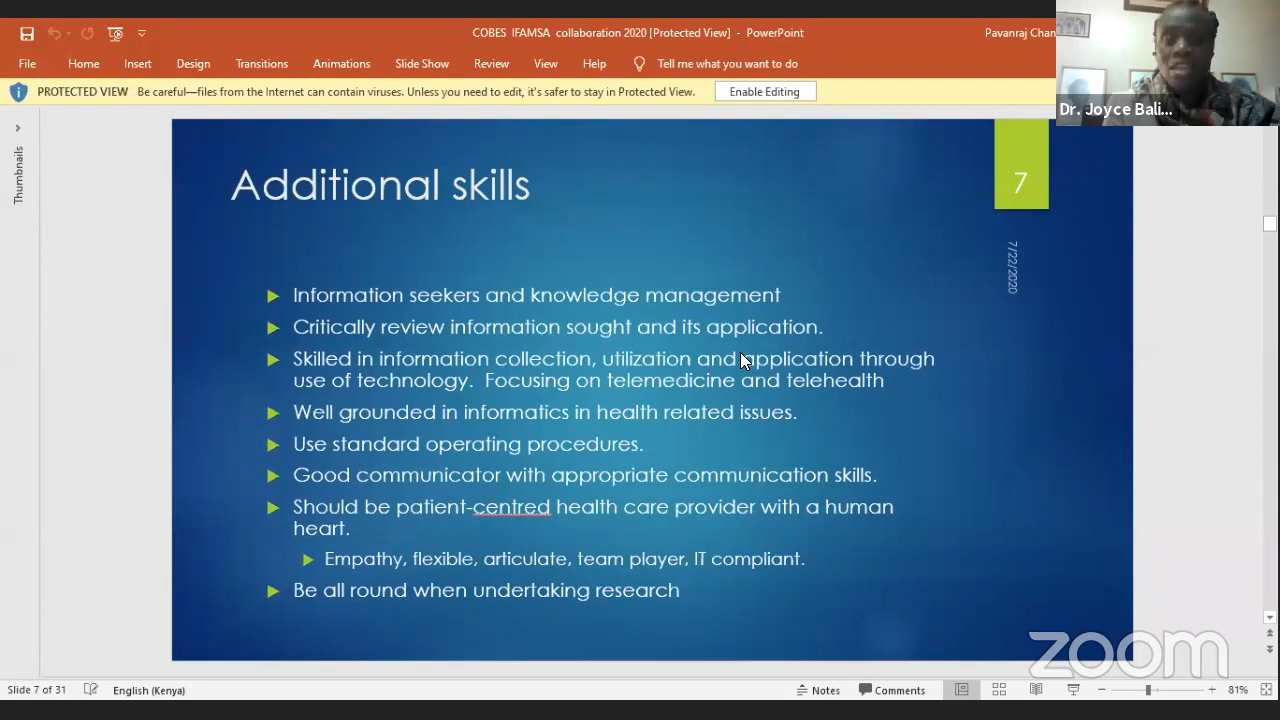 COBES IFAMSA collaboration 2020 [Protected View] - PowerPoint
Pavanraj Chan
File Home Insert Design Transitions Animations Slide Show Review View Help Tell me what you want to do
PROTECTED VIEW Be careful—files from the Internet can contain viruses. Unless you need to edit, it's safer to stay in Protected View. Enable Editing
Dr. Joyce Bali...
Thumbnails
Additional skills
7
7/22/2020
Information seekers and knowledge management
Critically review information sought and its application.
Skilled in information collection, utilization and application through
use of technology. Focusing on telemedicine and telehealth
Well grounded in informatics in health related issues.
Use standard operating procedures.
Good communicator with appropriate communication skills.
Should be patient-centred health care provider with a human
heart.
Empathy, flexible, articulate, team player, IT compliant.
Be all round when undertaking research
zoom
Slide 7 of 31 English (Kenya) Notes Comments 81%